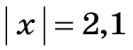 |x| = 2,1